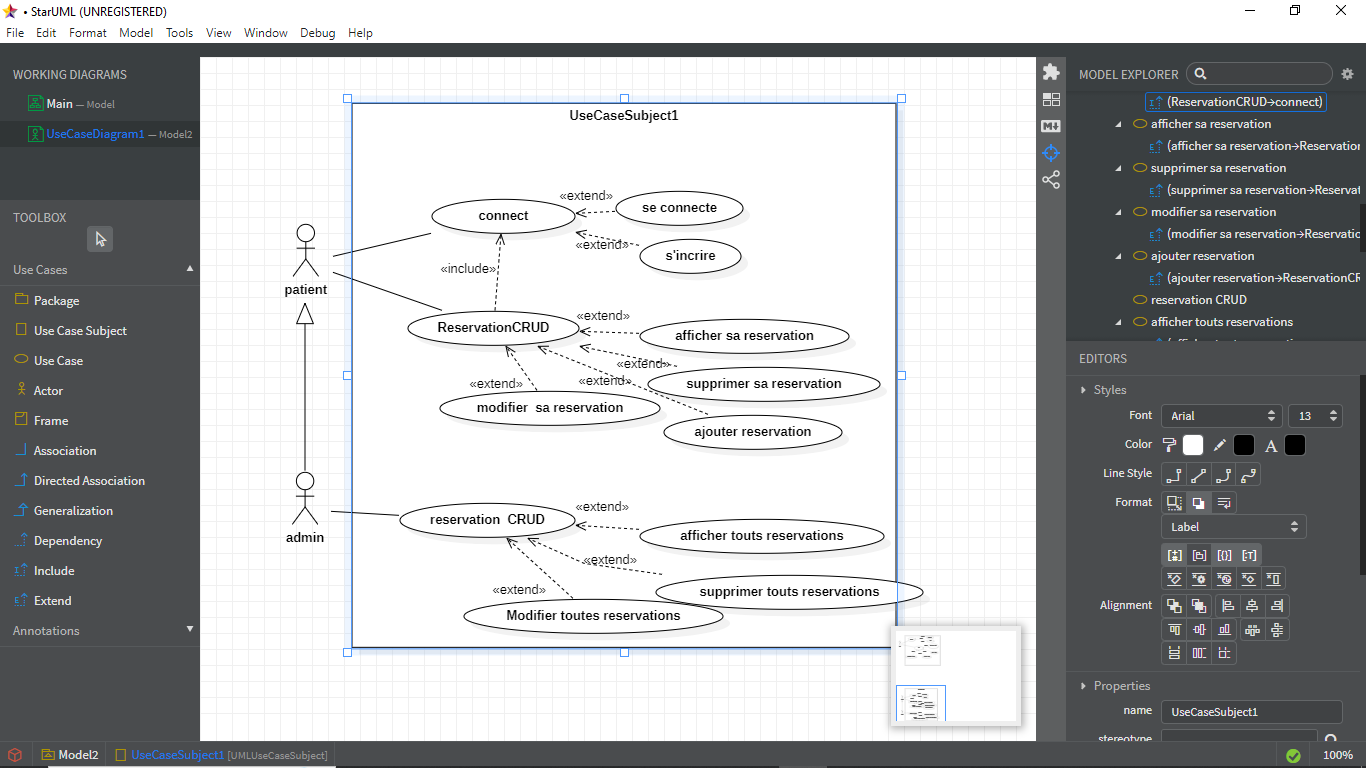 • StarUML (UNREGISTERED)
File Edit Format Model Tools View Window Debug Help
WORKING DIAGRAMS
Main — Model
UseCaseDiagram1 — Model2
TOOLBOX
Use Cases
Package
Use Case Subject
Use Case
Actor
Frame
Association
Directed Association
Generalization
Dependency
Include
Extend
Annotations
UseCaseSubject1
«extend»
se connecte
connect
«extend»
s'incrire
patient
«include»
«extend»
ReservationCRUD
afficher sa reservation
«extend»
«extend»
«extend»
supprimer sa reservation
modifier sa reservation
ajouter reservation
admin
«extend»
reservation CRUD
afficher touts reservations
«extend»
«extend»
supprimer touts reservations
Modifier toutes reservations
MODEL EXPLORER
(ReservationCRUD→connect)
afficher sa reservation
(afficher sa reservation→Reservation
supprimer sa reservation
(supprimer sa reservation→Reservat
modifier sa reservation
(modifier sa reservation→Reservatio
ajouter reservation
(ajouter reservation→ReservationCR
reservation CRUD
afficher touts reservations
EDITORS
Styles
Font Arial 13
Color A
Line Style
Format
Label
Alignment
Properties
name UseCaseSubject1
stereotype
Model2 UseCaseSubject1 [UMLUseCaseSubject] 100%